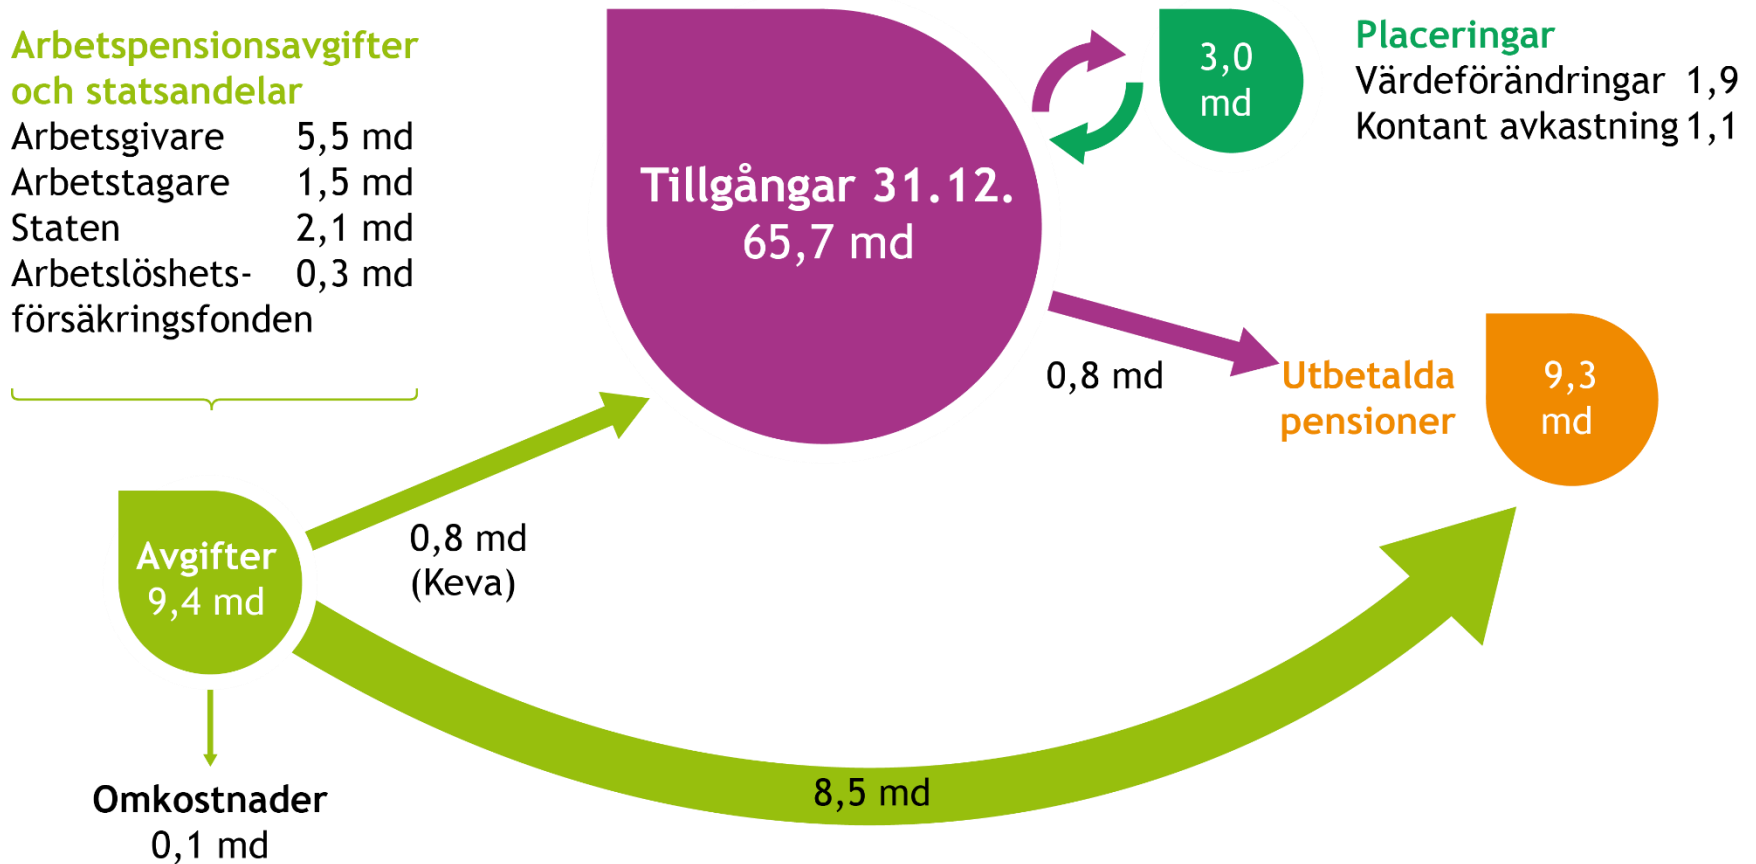 Arbetspensionsavgifter
och statsandelar
Arbetsgivare 5,5 md
Arbetstagare 1,5 md
Staten 2,1 md
Arbetslöshets- 0,3 md
försäkringsfonden
Tillgångar 31.12.
65,7 md
3,0
md
Placeringar
Värdeförändringar 1,9
Kontant avkastning 1,1
0,8 md
Utbetalda
pensioner
9,3
md
0,8 md
(Keva)
Avgifter
9,4 md
8,5 md
Omkostnader
0,1 md